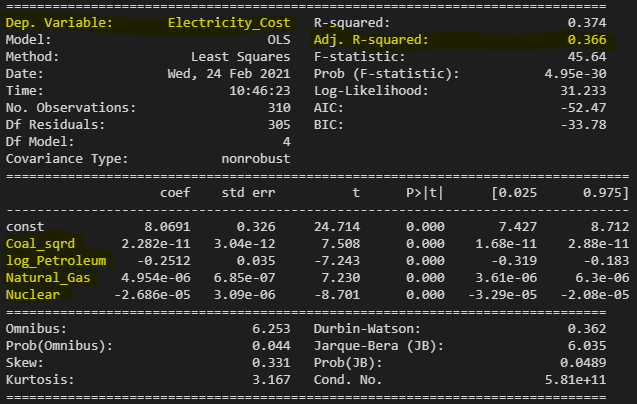 ==============================================================================
Dep. Variable:       Electricity_Cost   R-squared:                       0.374
Model:                            OLS   Adj. R-squared:                  0.366
Method:                 Least Squares   F-statistic:                     45.64
Date:                Wed, 24 Feb 2021   Prob (F-statistic):           4.95e-30
Time:                        10:46:23   Log-Likelihood:                 31.233
No. Observations:                 310   AIC:                            -52.47
Df Residuals:                     305   BIC:                            -33.78
Df Model:                           4
Covariance Type:            nonrobust
=================================================================================
                    coef    std err          t      P>|t|      [0.025      0.975]
---------------------------------------------------------------------------------
const             8.0691      0.326     24.714      0.000       7.427       8.712
Coal_sqrd      2.282e-11   3.04e-12      7.508      0.000    1.68e-11    2.88e-11
log_Petroleum    -0.2512      0.035     -7.243      0.000      -0.319      -0.183
Natural_Gas    4.954e-06   6.85e-07      7.230      0.000    3.61e-06     6.3e-06
Nuclear       -2.686e-05   3.09e-06     -8.701      0.000   -3.29e-05   -2.08e-05
==============================================================================
Omnibus:                        6.253   Durbin-Watson:                   0.362
Prob(Omnibus):                  0.044   Jarque-Bera (JB):                6.035
Skew:                           0.331   Prob(JB):                       0.0489
Kurtosis:                       3.167   Cond. No.                     5.81e+11
==============================================================================